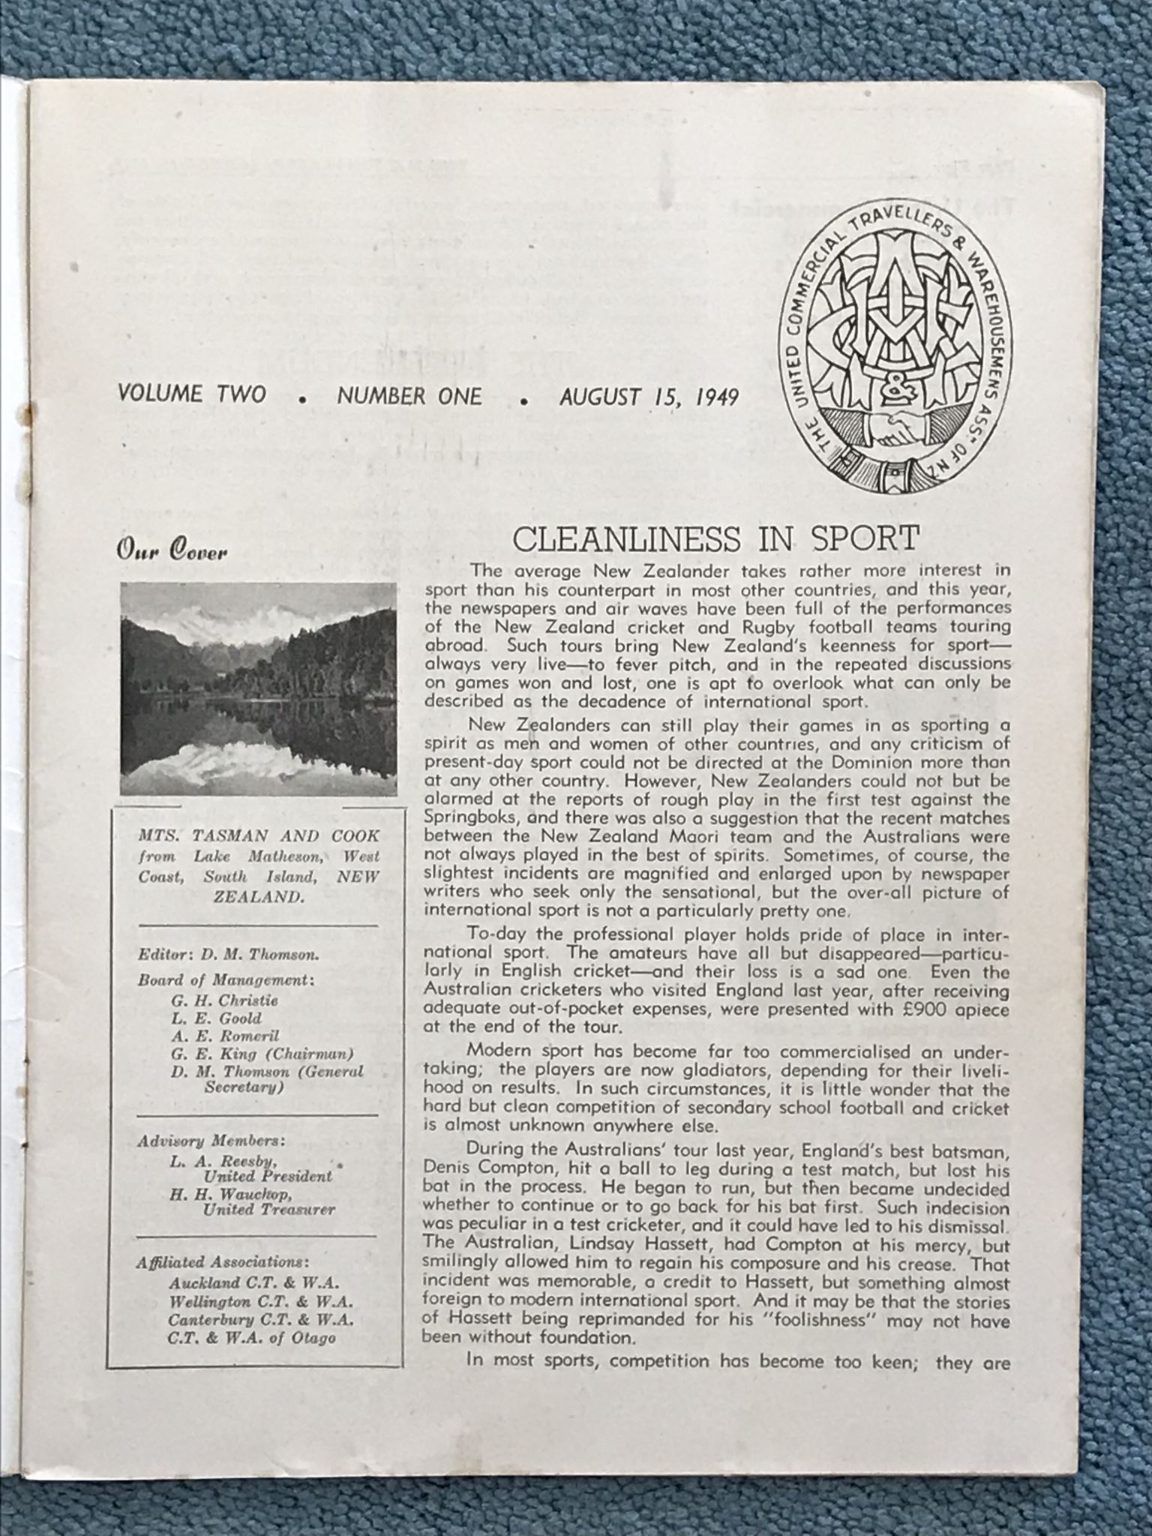 THE UNITED COMMERCIAL TRAVELLERS & WAREHOUSEMENS ASSN OF NZ
VOLUME TWO . NUMBER ONE . AUGUST 15, 1949
Our Cover
MTS. TASMAN AND COOK
from Lake Matheson, West
Coast, South Island, NEW
ZEALAND.
Editor: D. M. Thomson.
Board of Management:
G. H. Christie
L. E. Goold
A. E. Romeril
G. E. King (Chairman)
D. M. Thomson (General
Secretary)
Advisory Members:
L. A. Reesby,
United President
H. H. Wauchop,
United Treasurer
Affiliated Associations:
Auckland C.T. & W.A.
Wellington C.T. & W.A.
Canterbury C.T. & W.A.
C.T. & W.A. of Otago
CLEANLINESS IN SPORT
The average New Zealander takes rather more interest in
sport than his counterpart in most other countries, and this year,
the newspapers and air waves have been full of the performances
of the New Zealand cricket and Rugby football teams touring
abroad. Such tours bring New Zealand's keenness for sport—
always very live—to fever pitch, and in the repeated discussions
on games won and lost, one is apt to overlook what can only be
described as the decadence of international sport.
New Zealanders can still play their games in as sporting a
spirit as men and women of other countries, and any criticism of
present-day sport could not be directed at the Dominion more than
at any other country. However, New Zealanders could not but be
alarmed at the reports of rough play in the first test against the
Springboks, and there was also a suggestion that the recent matches
between the New Zealand Maori team and the Australians were
not always played in the best of spirits. Sometimes, of course, the
slightest incidents are magnified and enlarged upon by newspaper
writers who seek only the sensational, but the over-all picture of
international sport is not a particularly pretty one.
To-day the professional player holds pride of place in inter-
national sport. The amateurs have all but disappeared—particu-
larly in English cricket—and their loss is a sad one. Even the
Australian cricketers who visited England last year, after receiving
adequate out-of-pocket expenses, were presented with £900 apiece
at the end of the tour.
Modern sport has become far too commercialised an under-
taking; the players are now gladiators, depending for their liveli-
hood on results. In such circumstances, it is little wonder that the
hard but clean competition of secondary school football and cricket
is almost unknown anywhere else.
During the Australians' tour last year, England's best batsman,
Denis Compton, hit a ball to leg during a test match, but lost his
bat in the process. He began to run, but then became undecided
whether to continue or to go back for his bat first. Such indecision
was peculiar in a test cricketer, and it could have led to his dismissal.
The Australian, Lindsay Hassett, had Compton at his mercy, but
smilingly allowed him to regain his composure and his crease. That
incident was memorable, a credit to Hassett, but something almost
foreign to modern international sport. And it may be that the stories
of Hassett being reprimanded for his "foolishness" may not have
been without foundation.
In most sports, competition has become too keen; they are